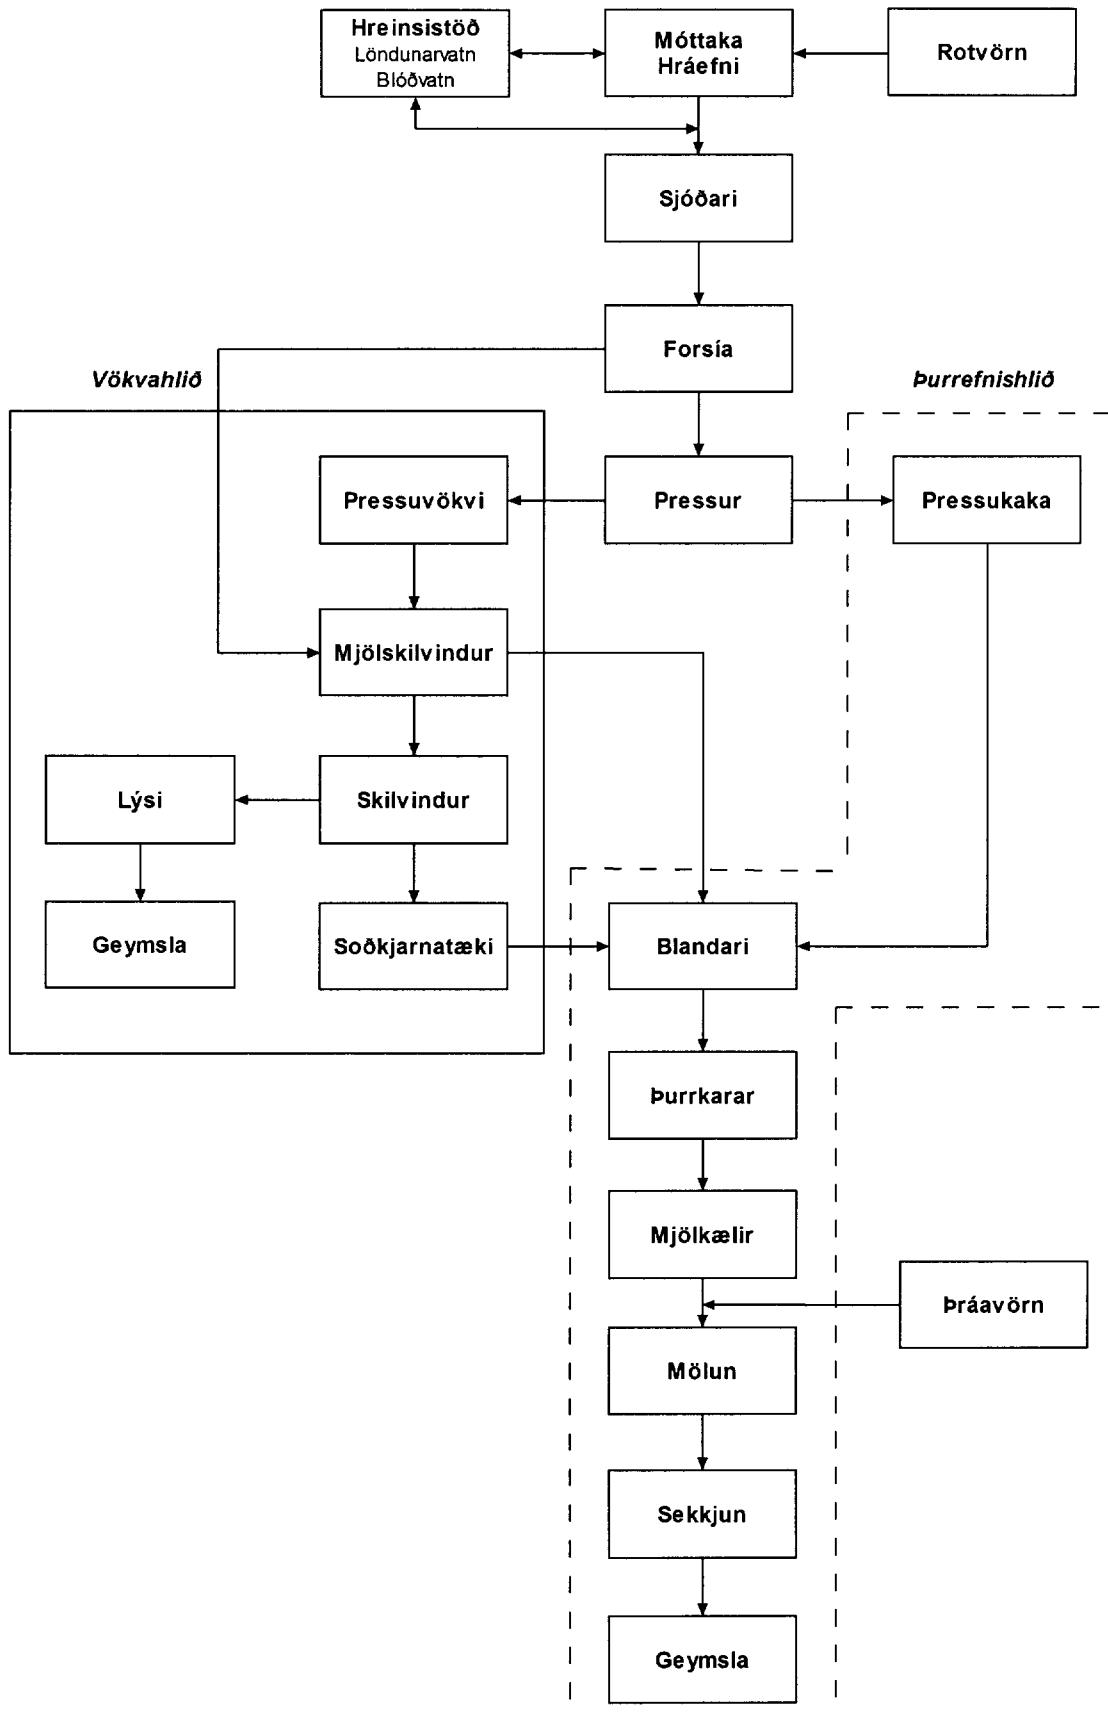 Hreinsistöð
Löndunarvatn
Blóðvatn
Móttaka
Hráefni
Rotvörn
Sjóðari
Forsía
Vökvahlið
Þurrefnishlið
Pressuvökvi
Pressur
Pressukaka
Mjölskilvindur
Lýsi
Skilvindur
Geymsla
Soðkjarnatæki
Blandari
Þurrkarar
Mjölkælir
Þráavörn
Mölun
Sekkjun
Geymsla